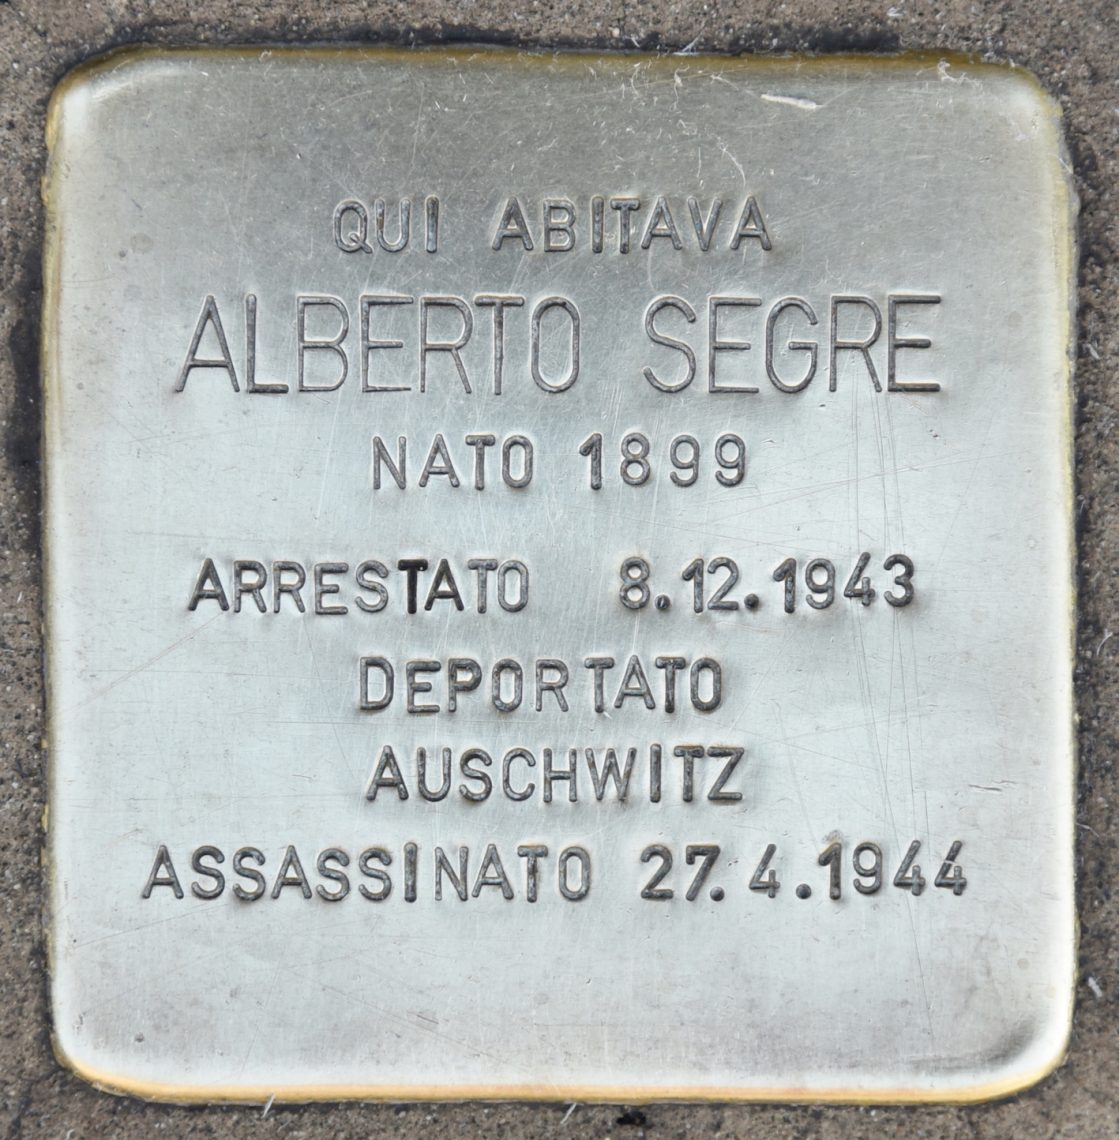 QUI ABITAVA
ALBERTO SEGRE
NATO 1899
ARRESTATO 8.12.1943
DEPORTATO
AUSCHWITZ
ASSASSINATO 27.4.1944